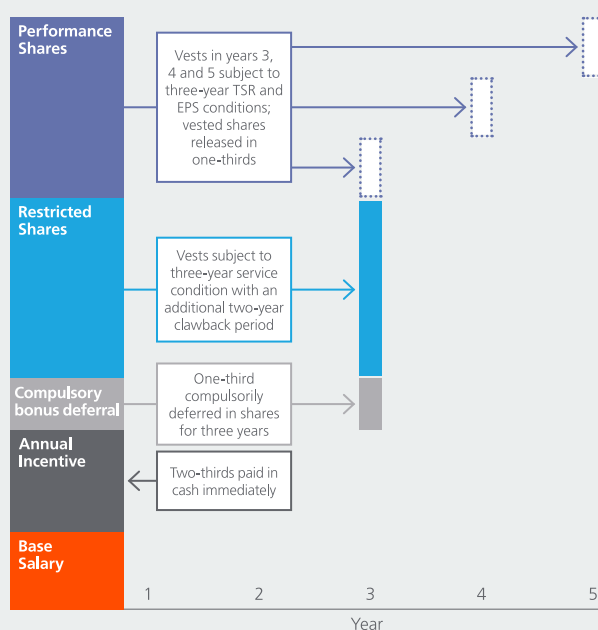 Performance
Shares
Vests in years 3,
4 and 5 subject to
three-year TSR and
EPS conditions;
vested shares
released in
one-thirds
Restricted
Shares
Vests subject to
three-year service
condition with an
additional two-year
clawback period
Compulsory
bonus deferral
One-third
compulsorily
deferred in shares
for three years
Annual
Incentive
Two-thirds paid in
cash immediately
Base
Salary
1 2 3 4 5
Year